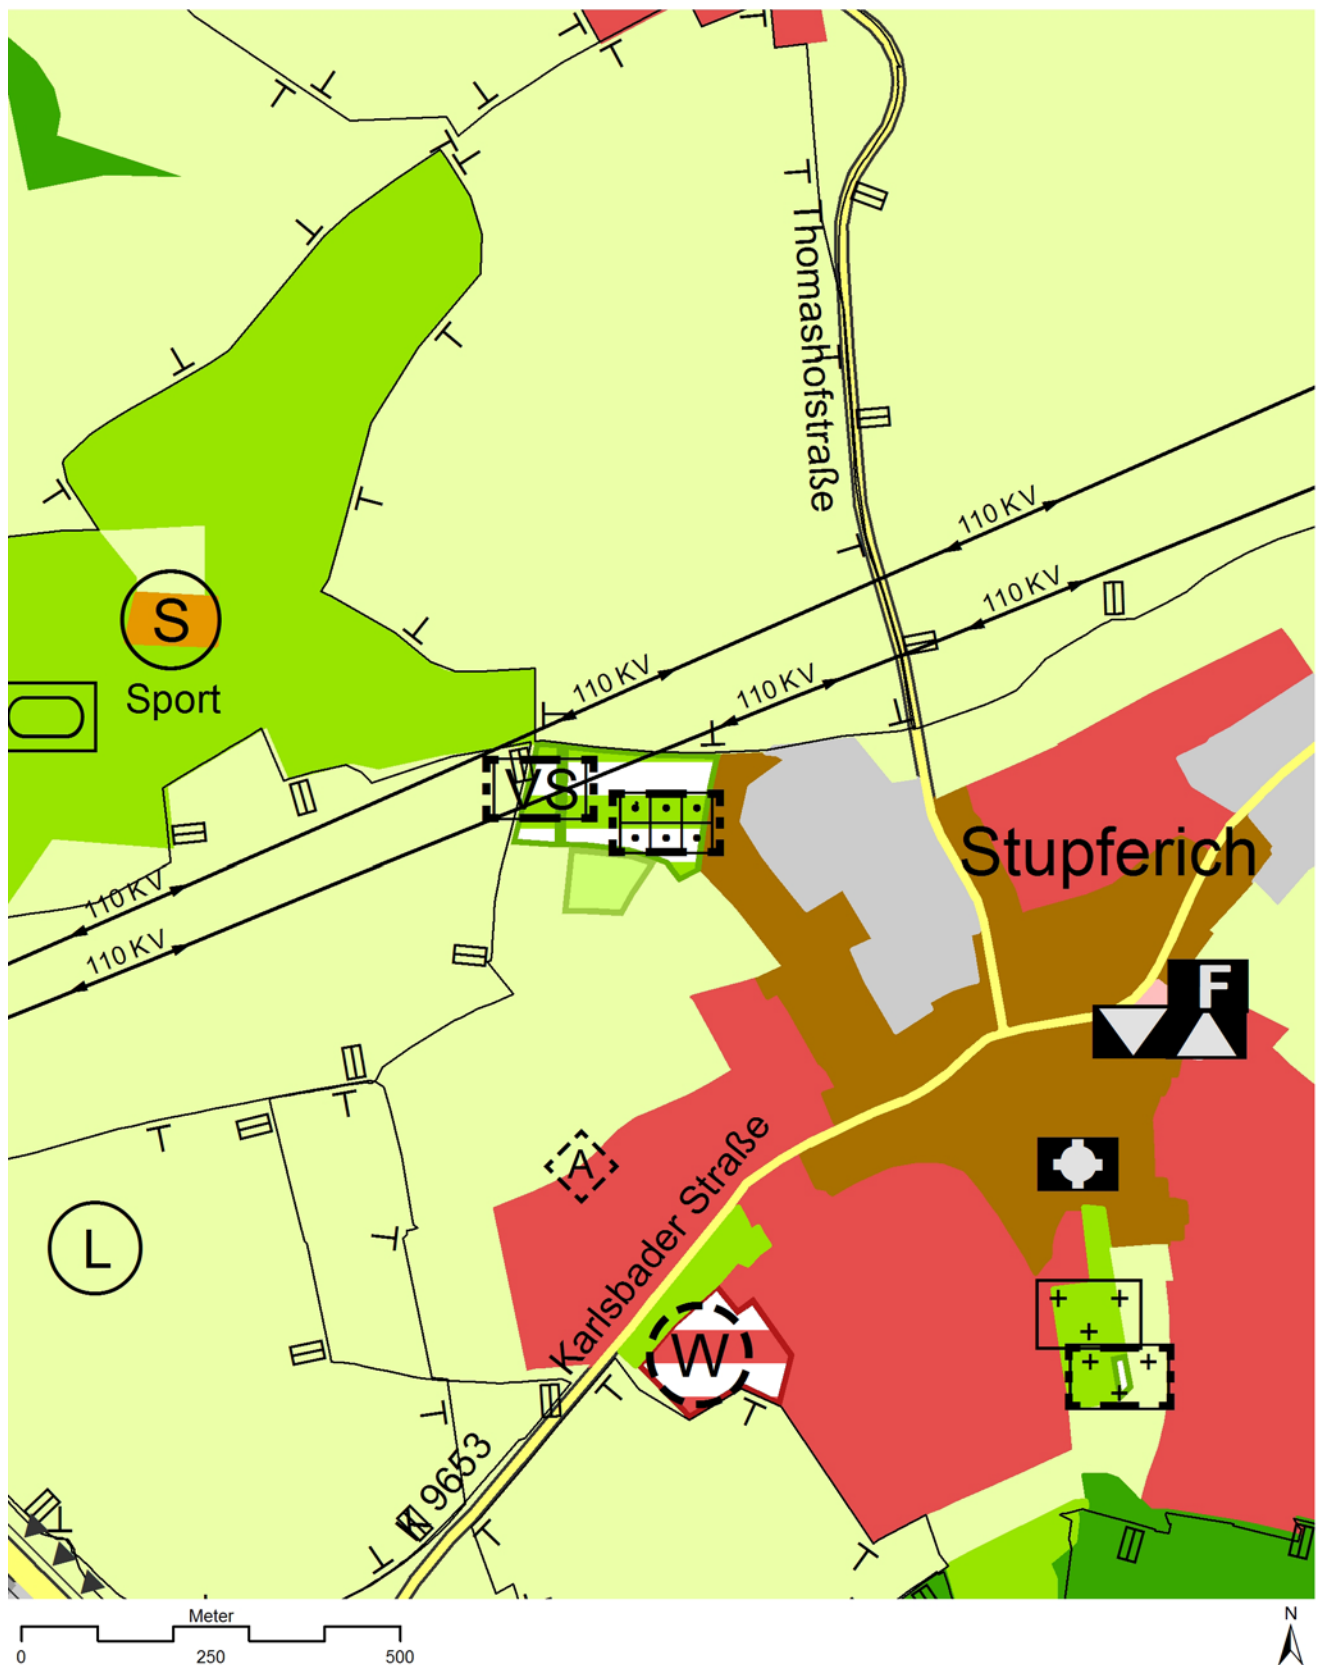 Thomashofstraße
110 KV
110 KV
S
Sport
110 KV
110 KV
VS
Stupferich
110 KV
110 KV
F
A
Karlsbader Straße
L
W
K 9653
Meter
0 250 500
N